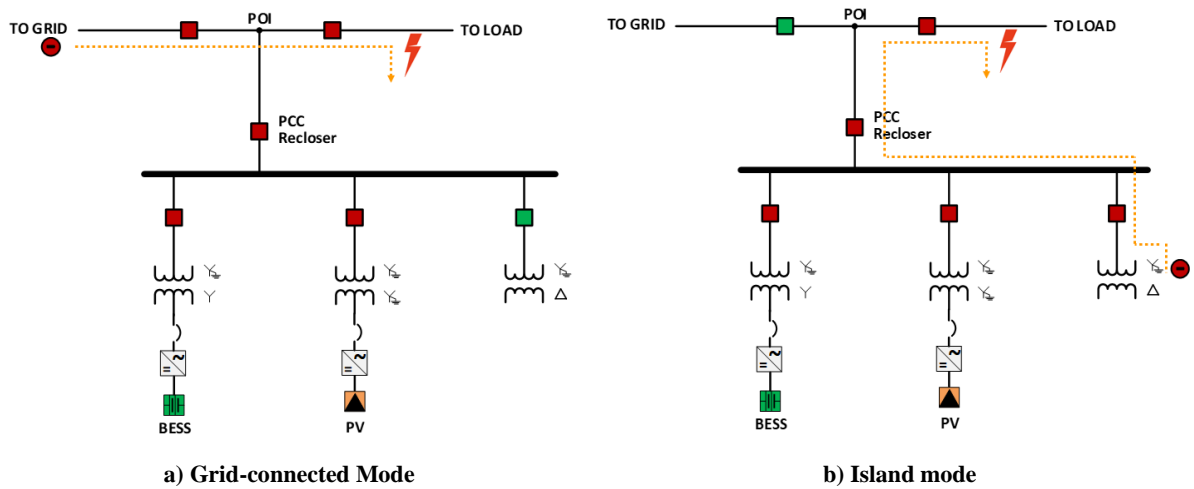 POI
TO GRID
TO LOAD
PCC
Recloser
BESS
PV
a) Grid-connected Mode
POI
TO GRID
TO LOAD
PCC
Recloser
BESS
PV
b) Island mode